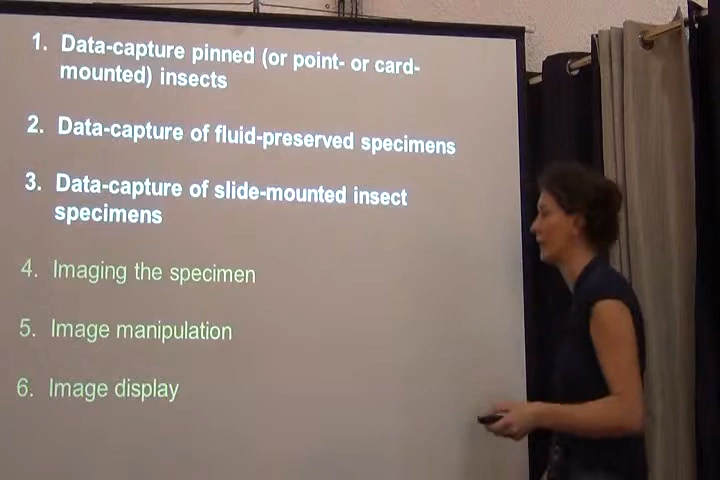 1. Data-capture pinned (or point- or card-
mounted) insects
2. Data-capture of fluid-preserved specimens
3. Data-capture of slide-mounted insect
specimens
4. Imaging the specimen
5. Image manipulation
6. Image display